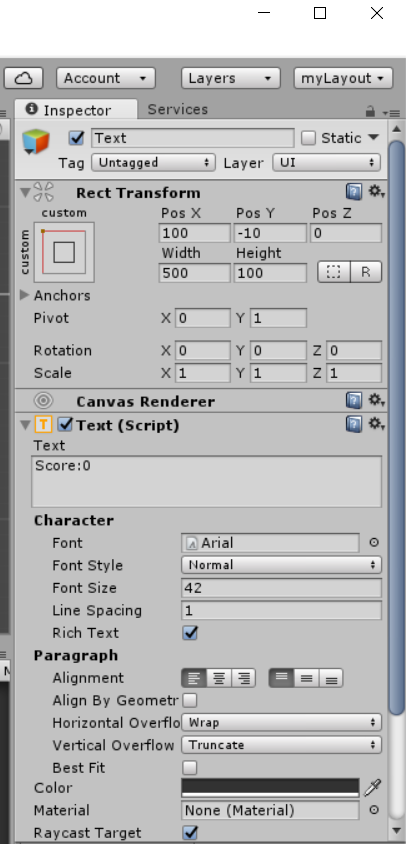 Account Layers myLayout
Inspector Services
Text Static
Tag Untagged Layer UI
Rect Transform
custom Pos X Pos Y Pos Z
custom
100 -10 0
Width Height
500 100 R
Anchors
Pivot X 0 Y 1
Rotation X 0 Y 0 Z 0
Scale X 1 Y 1 Z 1
Canvas Renderer
T Text (Script)
Text
Score:0
Character
Font Arial
Font Style Normal
Font Size 42
Line Spacing 1
Rich Text
Paragraph
Alignment
Align By Geometr
Horizontal Overflo Wrap
Vertical Overflow Truncate
Best Fit
Color
Material None (Material)
Raycast Target